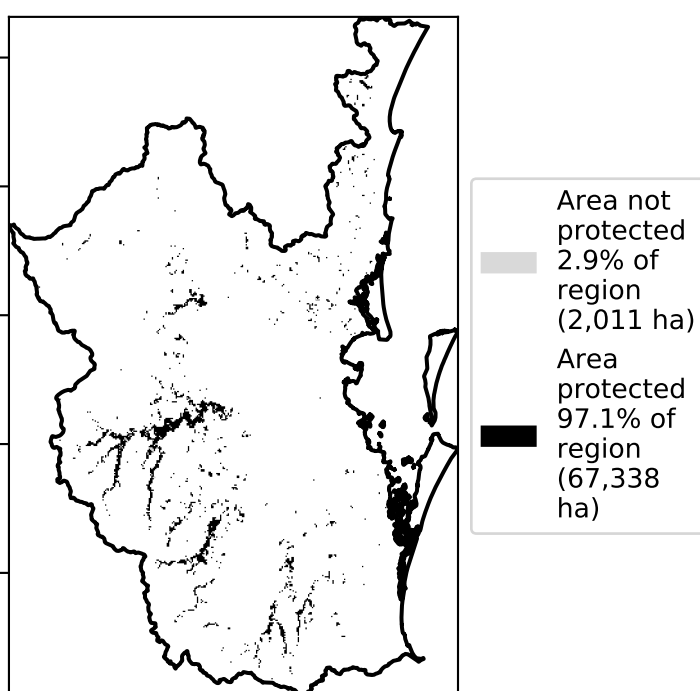 Area not
protected
2.9% of
region
(2,011 ha)
Area
protected
97.1% of
region
(67,338
ha)